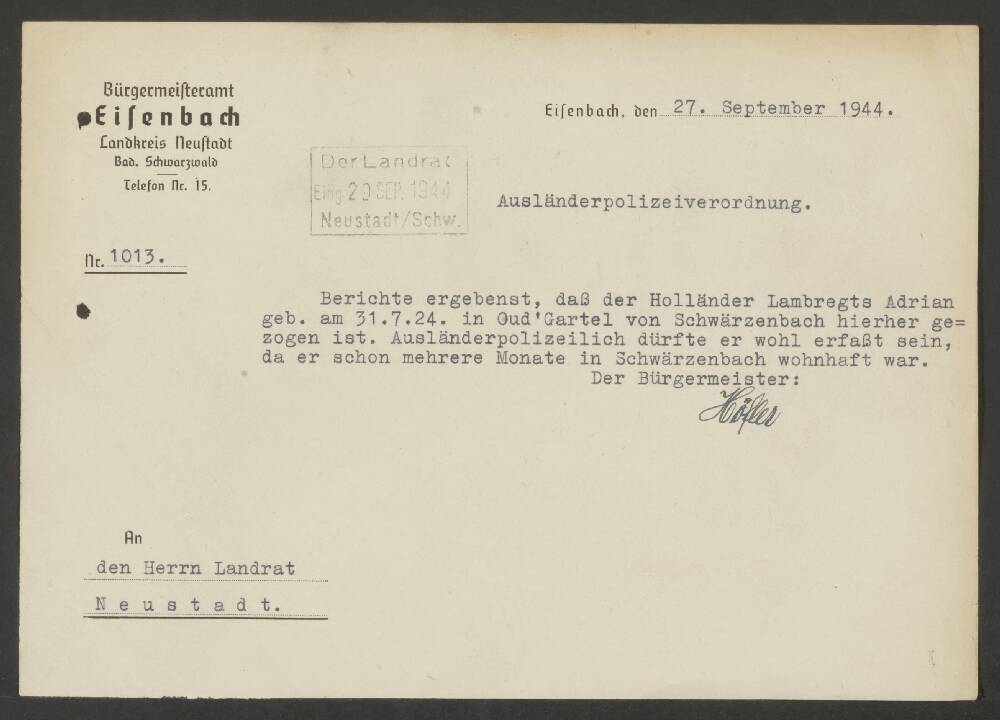 Bürgermeisteramt
Eisenbach
Landkreis Neustadt
Bad. Schwarzwald
Telefon Nr. 15.
Eisenbach, den 27. September 1944.
Der Landrat
Eing. 29 SEP. 1944
Neustadt/Schw.
Ausländerpolizeiverordnung.
Nr. 1013.
Berichte ergebenst, daß der Holländer Lambregts Adrian
geb. am 31.7.24. in Oud'Gartel von Schwärzenbach hierher ge=
zogen ist. Ausländerpolizeilich dürfte er wohl erfaßt sein,
da er schon mehrere Monate in Schwärzenbach wohnhaft war.
Der Bürgermeister:
An
den Herrn Landrat
Neustadt.